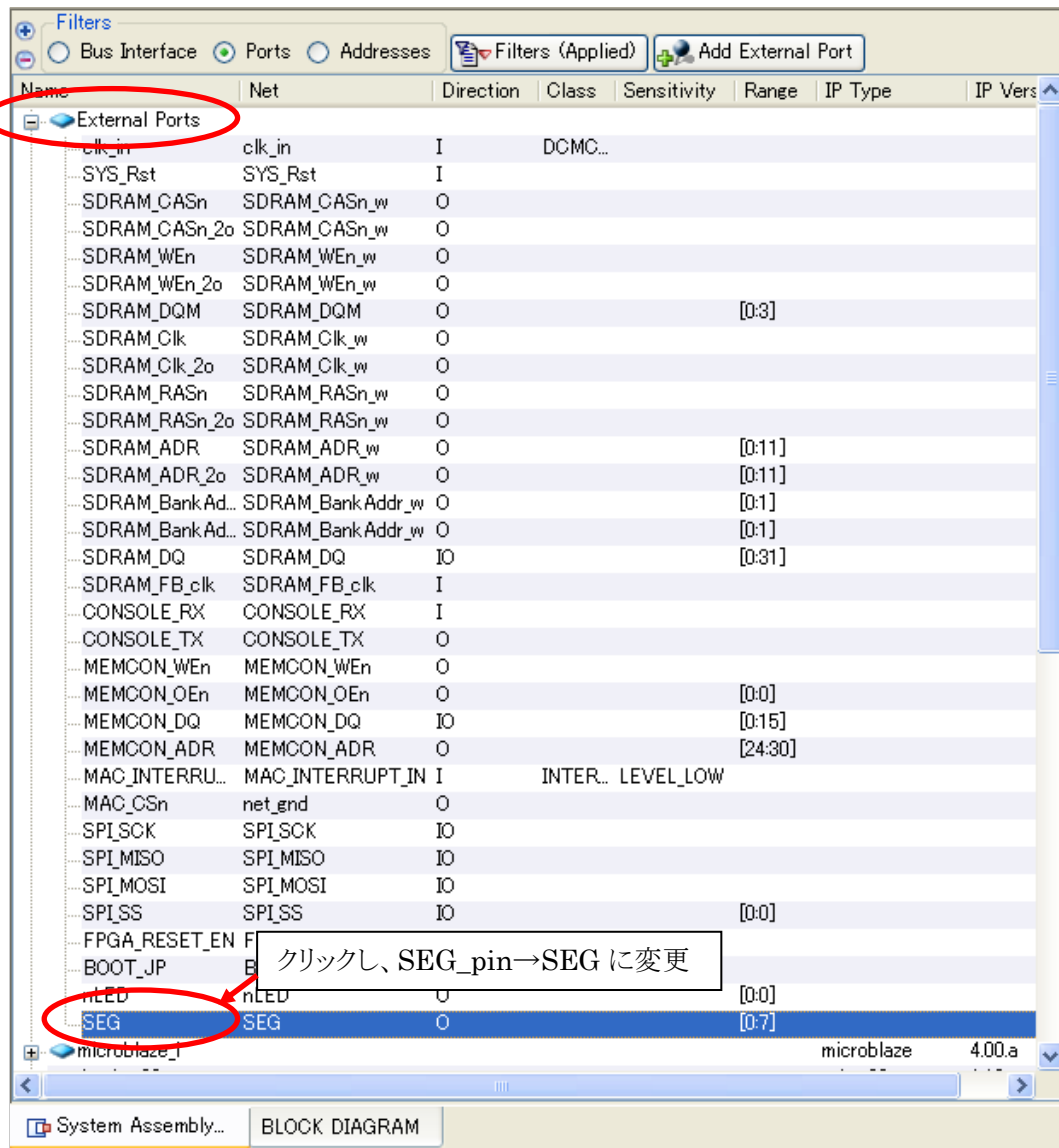 Filters
Bus Interface Ports Addresses Filters (Applied) Add External Port
Name Net Direction Class Sensitivity Range IP Type IP Vers
External Ports
clk_in clk_in I DCMC...
SYS_Rst SYS_Rst I
SDRAM_CASn SDRAM_CASn_w O
SDRAM_CASn_2o SDRAM_CASn_w O
SDRAM_WEn SDRAM_WEn_w O
SDRAM_WEn_2o SDRAM_WEn_w O
SDRAM_DQM SDRAM_DQM O [0:3]
SDRAM_Clk SDRAM_Clk_w O
SDRAM_Clk_2o SDRAM_Clk_w O
SDRAM_RASn SDRAM_RASn_w O
SDRAM_RASn_2o SDRAM_RASn_w O
SDRAM_ADR SDRAM_ADR_w O [0:11]
SDRAM_ADR_2o SDRAM_ADR_w O [0:11]
SDRAM_BankAd... SDRAM_BankAddr_w O [0:1]
SDRAM_BankAd... SDRAM_BankAddr_w O [0:1]
SDRAM_DQ SDRAM_DQ IO [0:31]
SDRAM_FB_clk SDRAM_FB_clk I
CONSOLE_RX CONSOLE_RX I
CONSOLE_TX CONSOLE_TX O
MEMCON_WEn MEMCON_WEn O
MEMCON_OEn MEMCON_OEn O [0:0]
MEMCON_DQ MEMCON_DQ IO [0:15]
MEMCON_ADR MEMCON_ADR O [24:30]
MAC_INTERRU... MAC_INTERRUPT_IN I INTER... LEVEL_LOW
MAC_CSn net_gnd O
SPI_SCK SPI_SCK IO
SPI_MISO SPI_MISO IO
SPI_MOSI SPI_MOSI IO
SPI_SS SPI_SS IO [0:0]
FPGA_RESET_EN F
BOOT_JP B
クリックし、SEG_pin→SEG に変更
nLED nLED O [0:0]
SEG SEG O [0:7]
microblaze_i microblaze 4.00.a
System Assembly... BLOCK DIAGRAM